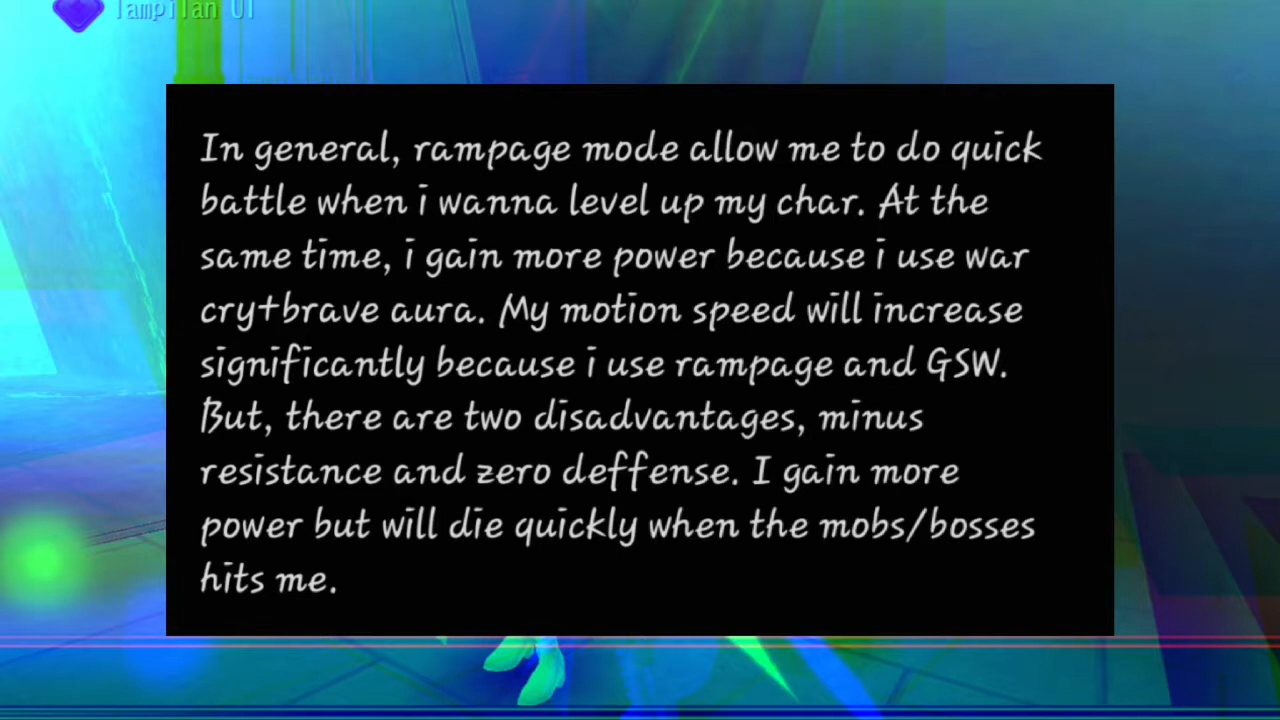 Tampilan UI
In general, rampage mode allow me to do quick
battle when i wanna level up my char. At the
same time, i gain more power because i use war
cry+brave aura. My motion speed will increase
significantly because i use rampage and GSW.
But, there are two disadvantages, minus
resistance and zero deffense. I gain more
power but will die quickly when the mobs/bosses
hits me.